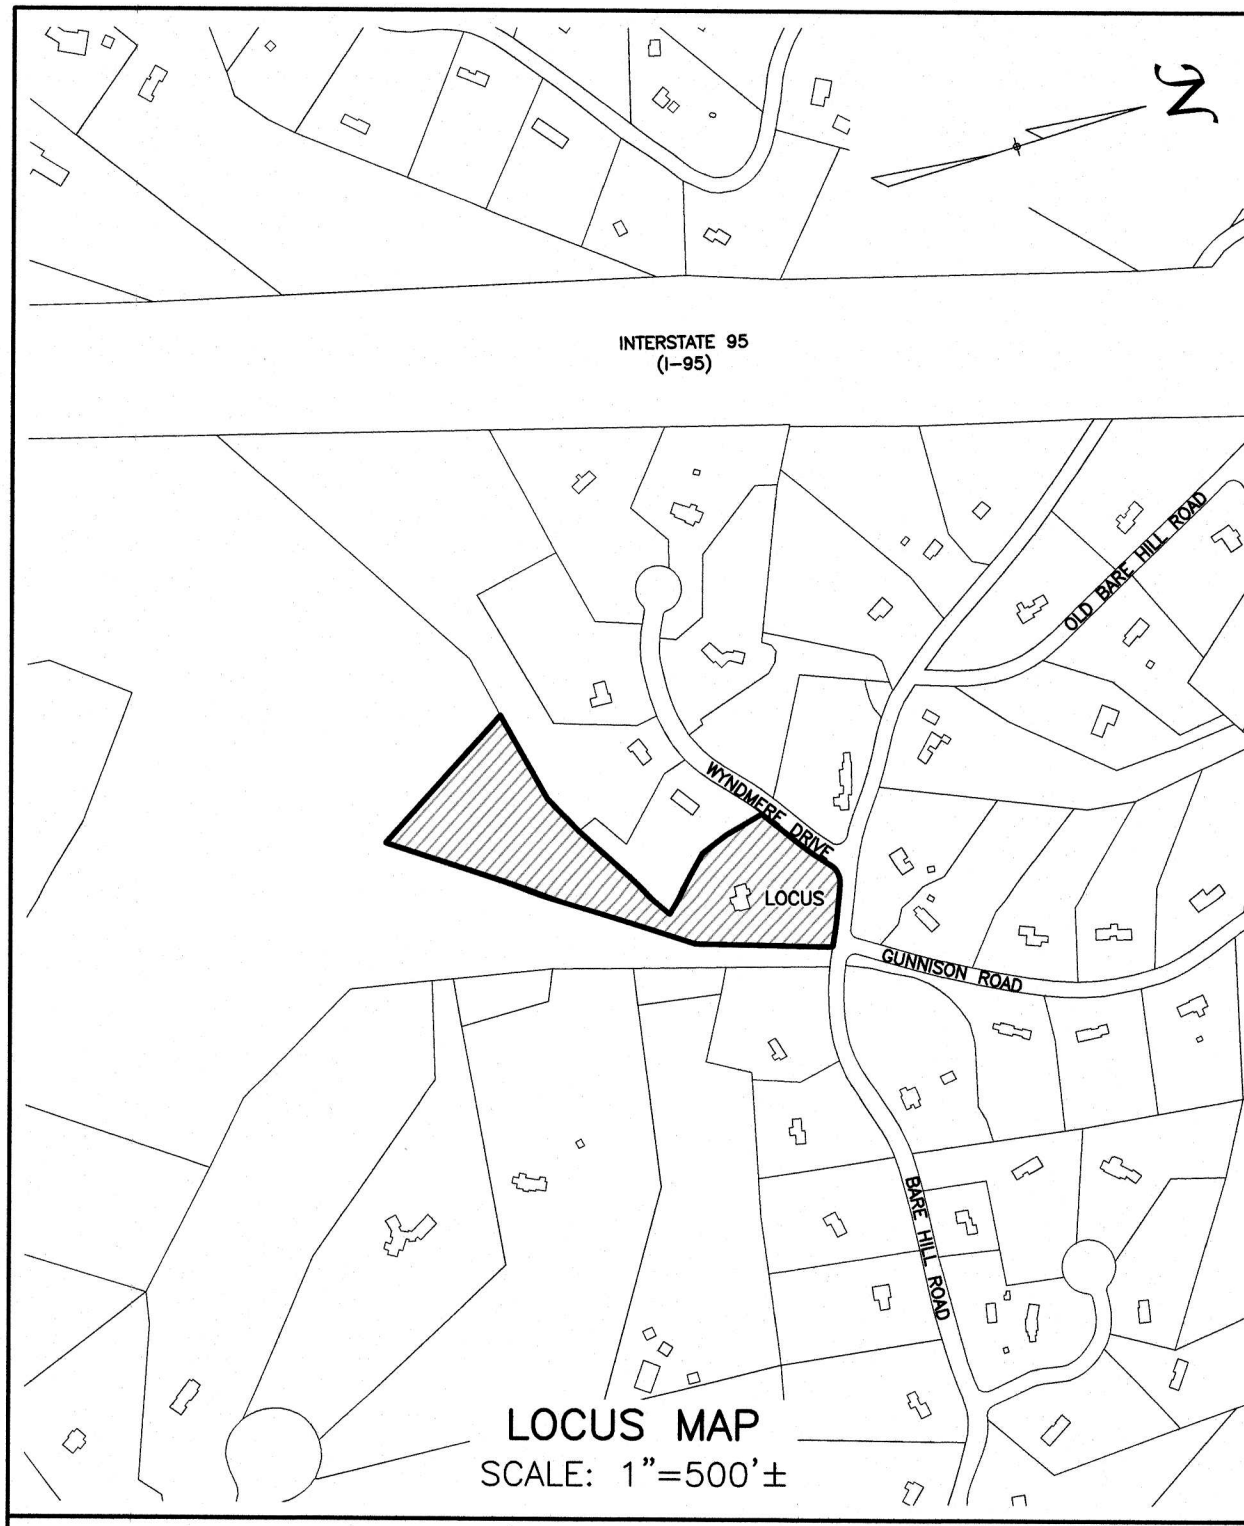 N
INTERSTATE 95
(I-95)
OLD BARE HILL ROAD
WYNDMERE DRIVE
LOCUS
GUNNISON ROAD
BARE HILL ROAD
LOCUS MAP
SCALE: 1"=500'±